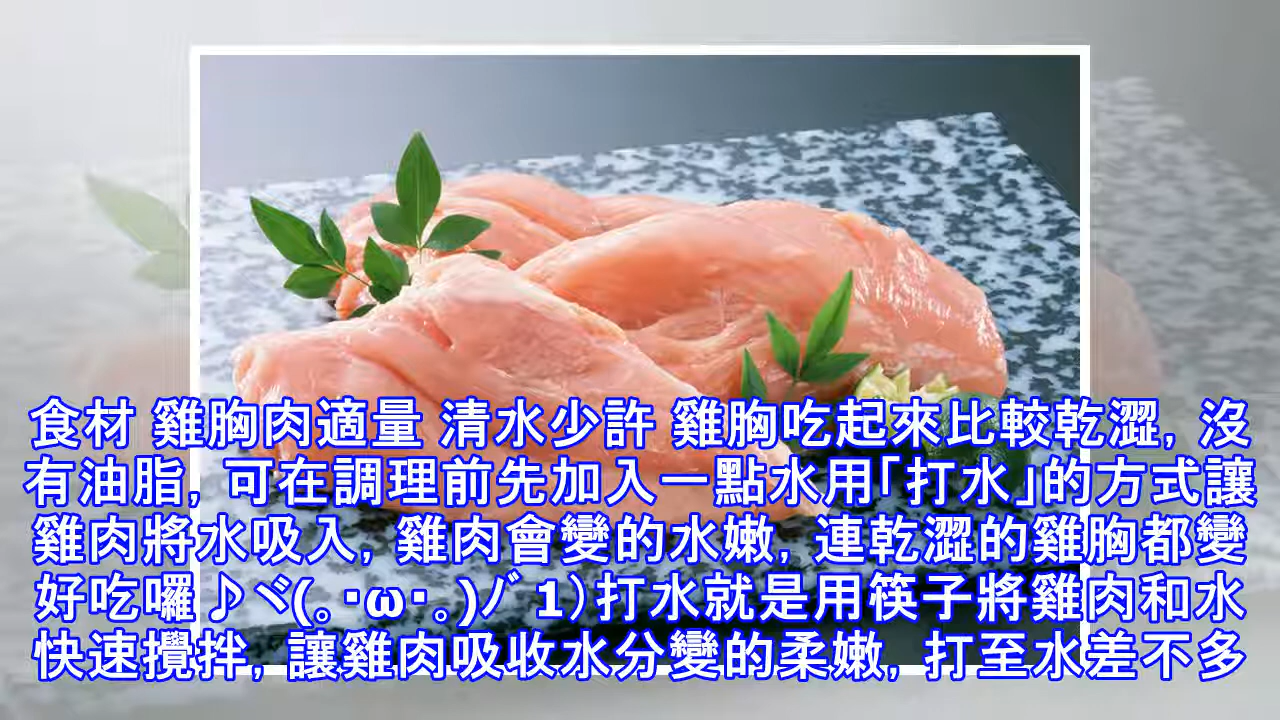 食材 雞胸肉適量 清水少許 雞胸吃起來比較乾澀, 沒
有油脂, 可在調理前先加入一點水用「打水」的方式讓
雞肉將水吸入, 雞肉會變的水嫩, 連乾澀的雞胸都變
好吃囉♪ヾ(。･ω･。)ﾉﾞ 1)打水就是用筷子將雞肉和水
快速攪拌, 讓雞肉吸收水分變的柔嫩, 打至水差不多